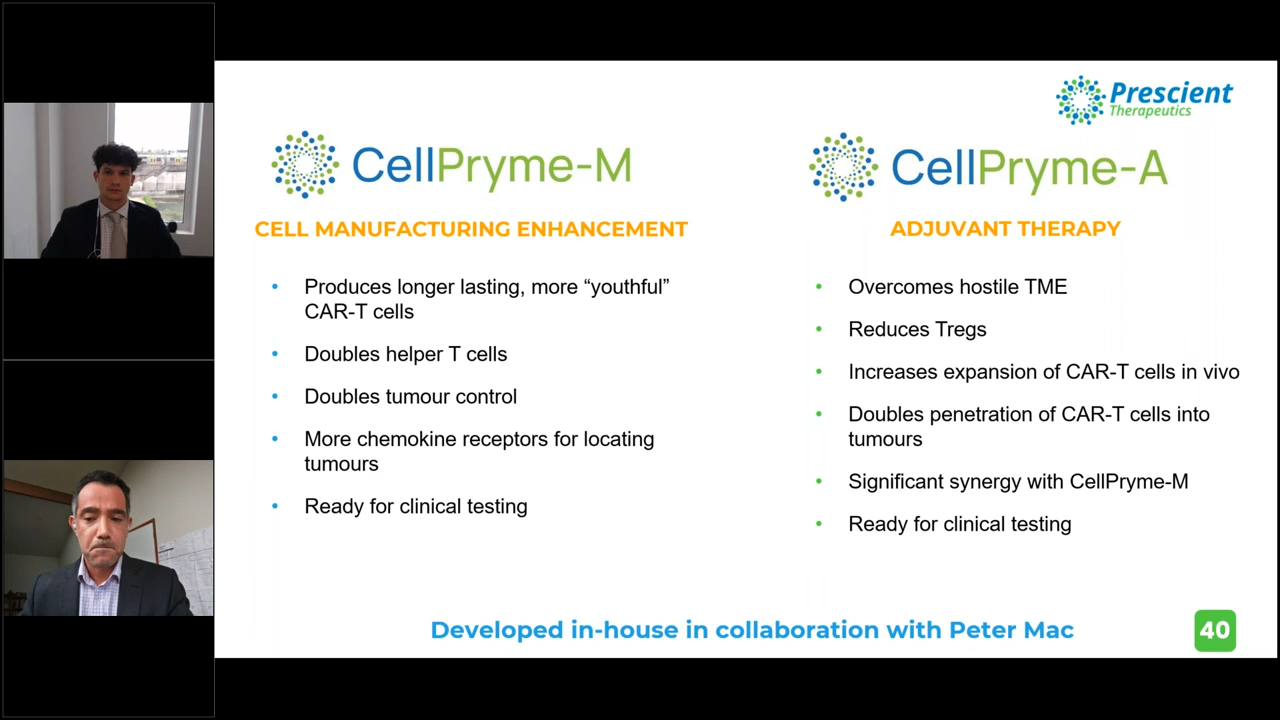 Prescient
Therapeutics
CellPryme-M
CELL MANUFACTURING ENHANCEMENT
• Produces longer lasting, more “youthful”
CAR-T cells
• Doubles helper T cells
• Doubles tumour control
• More chemokine receptors for locating
tumours
• Ready for clinical testing
CellPryme-A
ADJUVANT THERAPY
• Overcomes hostile TME
• Reduces Tregs
• Increases expansion of CAR-T cells in vivo
• Doubles penetration of CAR-T cells into
tumours
• Significant synergy with CellPryme-M
• Ready for clinical testing
Developed in-house in collaboration with Peter Mac
40